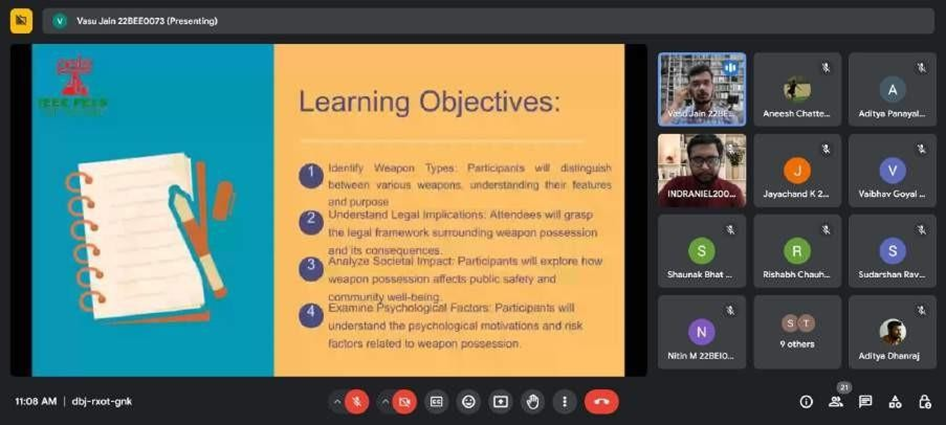 V Vasu Jain 22BEE0073 (Presenting)
IEEE PELS
Learning Objectives:
1 Identify Weapon Types: Participants will distinguish
between various weapons, understanding their features
and purpose
2 Understand Legal Implications: Attendees will grasp
the legal framework surrounding weapon possession
and its consequences.
3 Analyze Societal Impact: Participants will explore how
weapon possession affects public safety and
community well-being.
4 Examine Psychological Factors: Participants will
understand the psychological motivations and risk
factors related to weapon possession.
Vasu Jain 22BE...
Aneesh Chatte...
A
Aditya Panayal...
INDRANIEL200...
J
Jayachand K 2...
V
Vaibhav Goyal ...
S
Shaunak Bhat ...
R
Rishabh Chauh...
S
Sudarshan Rav...
N
Nitin M 22BEI0...
S T
9 others
Aditya Dhanraj
11:08 AM | dbj-rxot-gnk
21